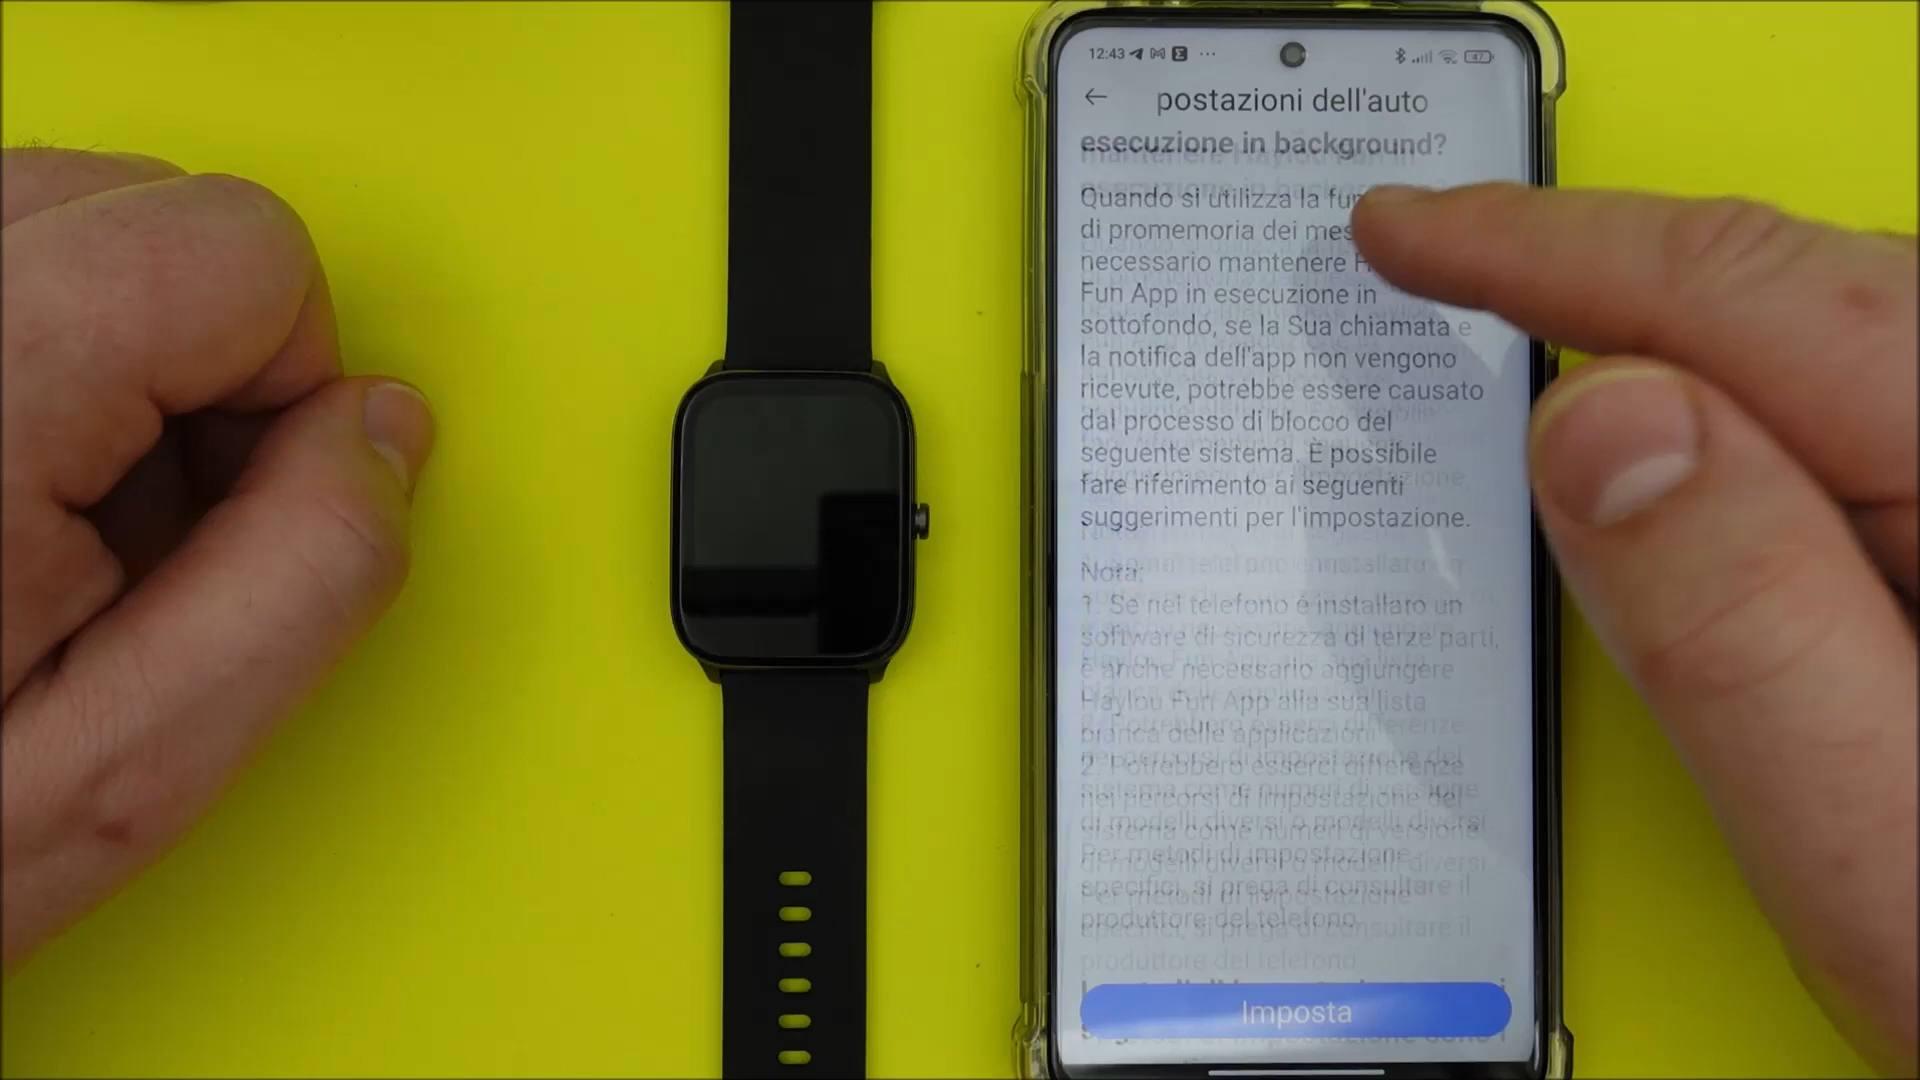 12:43
47
postazioni dell'auto
esecuzione in background?
Quando si utilizza la
di promemoria dei
necessario mantenere
Fun App in esecuzione in
sottofondo, se la Sua chiamata e
la notifica dell'app non vengono
ricevute, potrebbe essere causato
dal processo di blocco del
seguente sistema. È possibile
fare riferimento ai seguenti
suggerimenti per l'impostazione.
Nota:
1. Se nel telefono è installaro un
software di sicurezza di terze parti,
è anche necessario aggiungere
Haylou Fun App alla sua lista
bianca delle applicazioni
2. Potrebbero esserci differenze
nei percorsi di impostazione del
sistema come numeri di versione
di modelli diversi o modelli diversi
Per metodi di impostazione
specifici, si prega di consultare il
produttore del telefono
Imposta